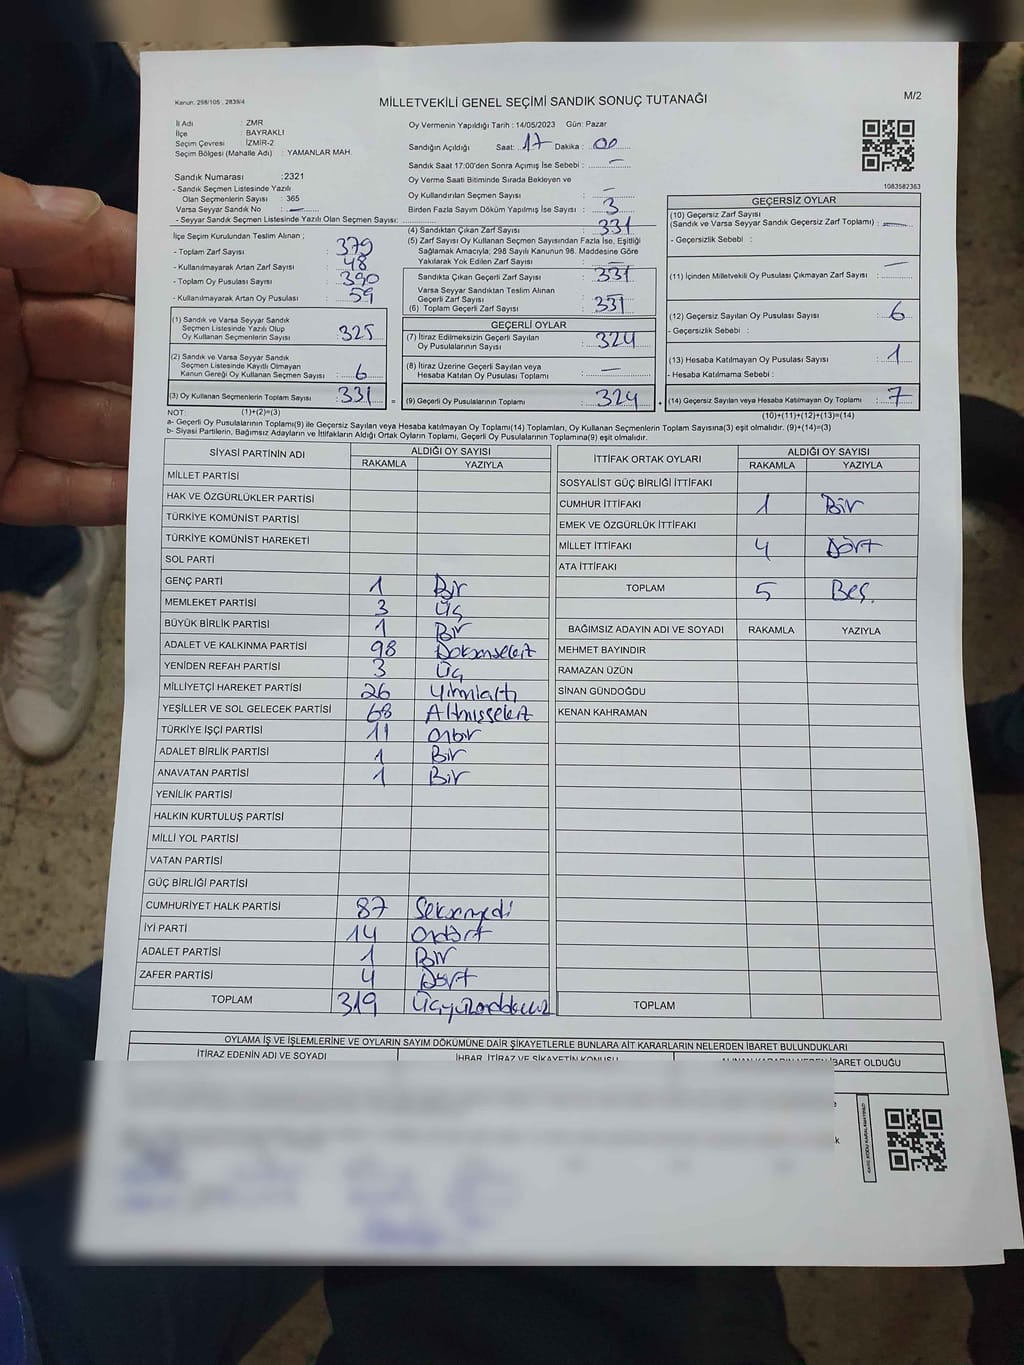 Kanun: 298/105 , 2839/4
MİLLETVEKİLİ GENEL SEÇİMİ SANDIK SONUÇ TUTANAĞI
M/2
İl Adı : ZMR
İlçe : BAYRAKLI
Seçim Çevresi : İZMİR-2
Seçim Bölgesi (Mahalle Adı) : YAMANLAR MAH.
Oy Vermenin Yapıldığı Tarih : 14/05/2023 Gün: Pazar
Sandığın Açıldığı Saat: 17 Dakika : 00
Sandık Saat 17:00'den Sonra Açımış İse Sebebi : –
Oy Verme Saati Bitiminde Sırada Bekleyen ve
Oy Kullandırılan Seçmen Sayısı : –
Birden Fazla Sayım Döküm Yapılmış İse Sayısı : 3
Sandık Numarası :2321
- Sandık Seçmen Listesinde Yazılı
Olan Seçmenlerin Sayısı : 365
Varsa Seyyar Sandık No : –
- Seyyar Sandık Seçmen Listesinde Yazılı Olan Seçmen Sayısı:
1083582363
İlçe Seçim Kurulundan Teslim Alınan ;
- Toplam Zarf Sayısı : 379
- Kullanılmayarak Artan Zarf Sayısı : 48
- Toplam Oy Pusulası Sayısı : 390
- Kullanılmayarak Artan Oy Pusulası : 59
(1) Sandık ve Varsa Seyyar Sandık
Seçmen Listesinde Yazılı Olup
Oy Kullanan Seçmenlerin Sayısı : 325
(2) Sandık ve Varsa Seyyar Sandık
Seçmen Listesinde Kayıtlı Olmayan
Kanun Gereği Oy Kullanan Seçmen Sayısı : 6
(3) Oy Kullanan Seçmenlerin Toplam Sayısı : 331
(4) Sandıktan Çıkan Zarf Sayısı : 331
(5) Zarf Sayısı Oy Kullanan Seçmen Sayısından Fazla İse, Eşitliği
Sağlamak Amacıyla; 298 Sayılı Kanunun 98. Maddesine Göre
Yakılarak Yok Edilen Zarf Sayısı : –
Sandıkta Çıkan Geçerli Zarf Sayısı : 331
Varsa Seyyar Sandıktan Teslim Alınan
Geçerli Zarf Sayısı :
(6) Toplam Geçerli Zarf Sayısı : 331
GEÇERLİ OYLAR
(7) İtiraz Edilmeksizin Geçerli Sayılan
Oy Pusulalarının Sayısı : 324
(8) İtiraz Üzerine Geçerli Sayılan veya
Hesaba Katılan Oy Pusulası Toplamı : –
= (9) Geçerli Oy Pusulalarının Toplamı : 324
GEÇERSİZ OYLAR
(10) Geçersiz Zarf Sayısı
(Sandık ve Varsa Seyyar Sandık Geçersiz Zarf Toplamı) : –
- Geçersizlik Sebebi :
(11) İçinden Milletvekili Oy Pusulası Çıkmayan Zarf Sayısı : –
(12) Geçersiz Sayılan Oy Pusulası Sayısı : 6
- Geçersizlik Sebebi :
(13) Hesaba Katılmayan Oy Pusulası Sayısı : 1
- Hesaba Katılmama Sebebi :
+ (14) Geçersiz Sayılan veya Hesaba Katılmayan Oy Toplamı : 7
NOT: (1)+(2)=(3)
(10)+(11)+(12)+(13)=(14)
a- Geçerli Oy Pusulalarının Toplamı(9) ile Geçersiz Sayılan veya Hesaba katılmayan Oy Toplamı(14) Toplamları, Oy Kullanan Seçmenlerin Toplam Sayısına(3) eşit olmalıdır. (9)+(14)=(3)
b- Siyasi Partilerin, Bağımsız Adayların ve İttifakların Aldığı Ortak Oyların Toplamı, Geçerli Oy Pusulalarının Toplamına(9) eşit olmalıdır.
SİYASİ PARTİNİN ADI ALDIĞI OY SAYISI
RAKAMLA YAZIYLA
MİLLET PARTİSİ
HAK VE ÖZGÜRLÜKLER PARTİSİ
TÜRKİYE KOMÜNİST PARTİSİ
TÜRKİYE KOMÜNİST HAREKETİ
SOL PARTİ
GENÇ PARTİ 1 Bir
MEMLEKET PARTİSİ 3 Üç
BÜYÜK BİRLİK PARTİSİ 1 Bir
ADALET VE KALKINMA PARTİSİ 98 Doksansekiz
YENİDEN REFAH PARTİSİ 3 Üç
MİLLİYETÇİ HAREKET PARTİSİ 26 Yirmialtı
YEŞİLLER VE SOL GELECEK PARTİSİ 68 Altmışsekiz
TÜRKİYE İŞÇİ PARTİSİ 11 Onbir
ADALET BİRLİK PARTİSİ 1 Bir
ANAVATAN PARTİSİ 1 Bir
YENİLİK PARTİSİ
HALKIN KURTULUŞ PARTİSİ
MİLLİ YOL PARTİSİ
VATAN PARTİSİ
GÜÇ BİRLİĞİ PARTİSİ
CUMHURİYET HALK PARTİSİ 87 Seksenyedi
İYİ PARTİ 14 Ondört
ADALET PARTİSİ 1 Bir
ZAFER PARTİSİ 4 Dört
TOPLAM 319 Üçyüzondokuz
İTTİFAK ORTAK OYLARI ALDIĞI OY SAYISI
RAKAMLA YAZIYLA
SOSYALİST GÜÇ BİRLİĞİ İTTİFAKI
CUMHUR İTTİFAKI 1 Bir
EMEK VE ÖZGÜRLÜK İTTİFAKI
MİLLET İTTİFAKI 4 Dört
ATA İTTİFAKI
TOPLAM 5 Beş.
BAĞIMSIZ ADAYIN ADI VE SOYADI RAKAMLA YAZIYLA
MEHMET BAYINDIR
RAMAZAN ÜZÜN
SİNAN GÜNDOĞDU
KENAN KAHRAMAN
TOPLAM
OYLAMA İŞ VE İŞLEMLERİNE VE OYLARIN SAYIM DÖKÜMÜNE DAİR ŞİKAYETLERLE BUNLARA AİT KARARLARIN NELERDEN İBARET BULUNDUKLARI
İTİRAZ EDENİN ADI VE SOYADI İHBAR, İTİRAZ VE ŞİKAYETİN KONUSU ALINAN KARARIN NEDEN İBARET OLDUĞU